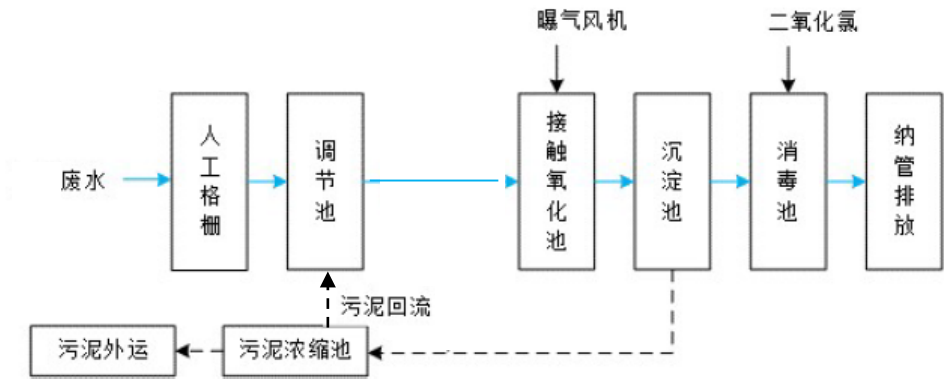 曝气风机
二氧化氯
废水
人工格栅
调节池
接触氧化池
沉淀池
消毒池
纳管排放
污泥回流
污泥外运
污泥浓缩池